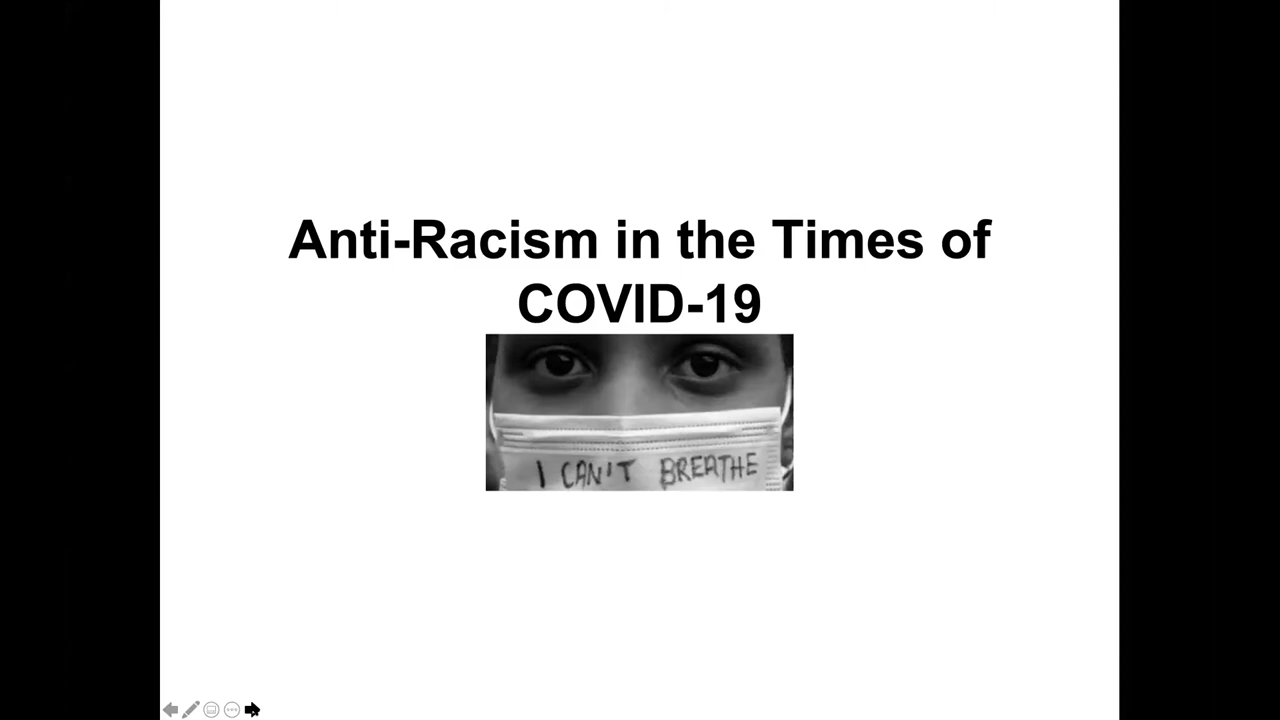 Anti-Racism in the Times of
COVID-19
I CAN'T BREATHE